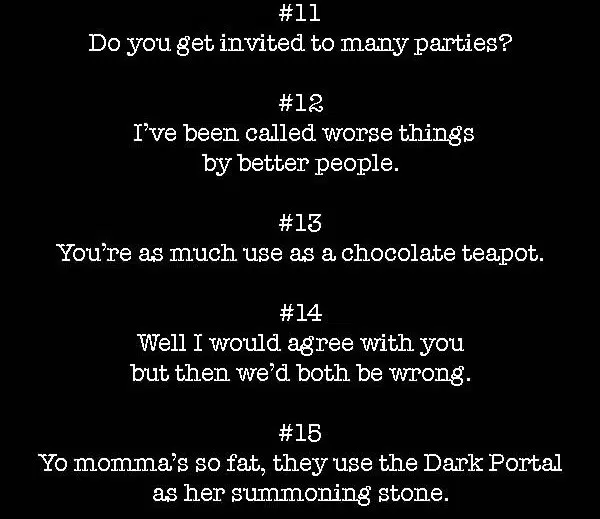 #11
Do you get invited to many parties?
#12
I've been called worse things
by better people.
#13
You're as much use as a chocolate teapot.
#14
Well I would agree with you
but then we'd both be wrong.
#15
Yo momma's so fat, they use the Dark Portal
as her summoning stone.